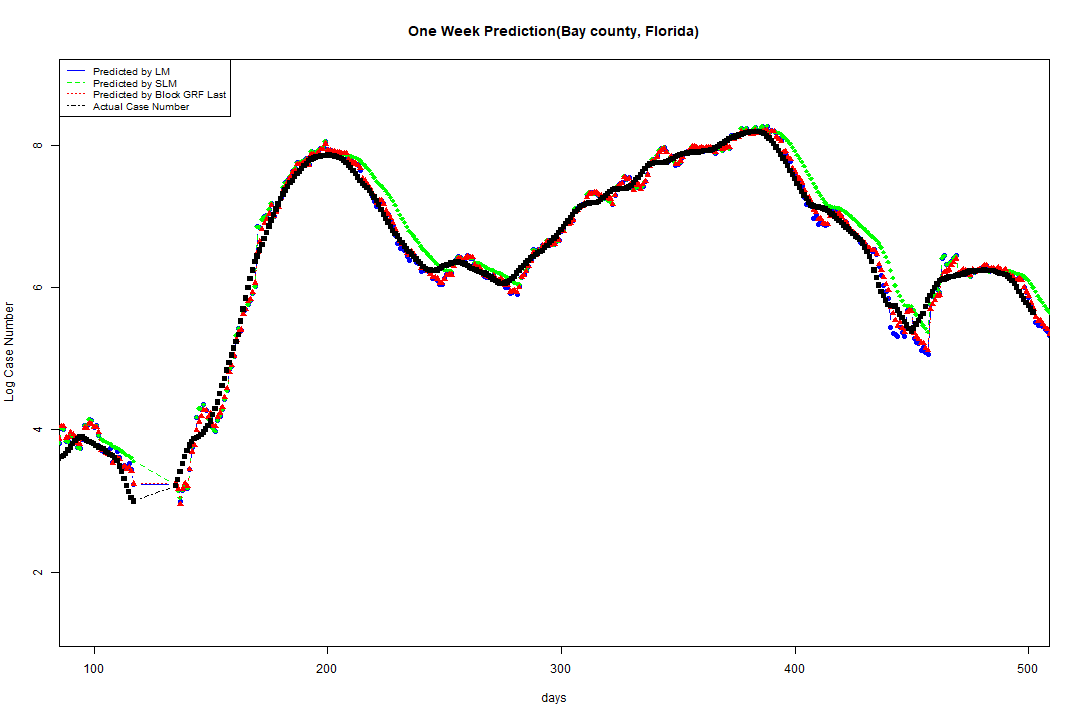 One Week Prediction(Bay county, Florida)
Predicted by LM
Predicted by SLM
Predicted by Block GRF Last
Actual Case Number
8
6
4
2
Log Case Number
100 200 300 400 500
days